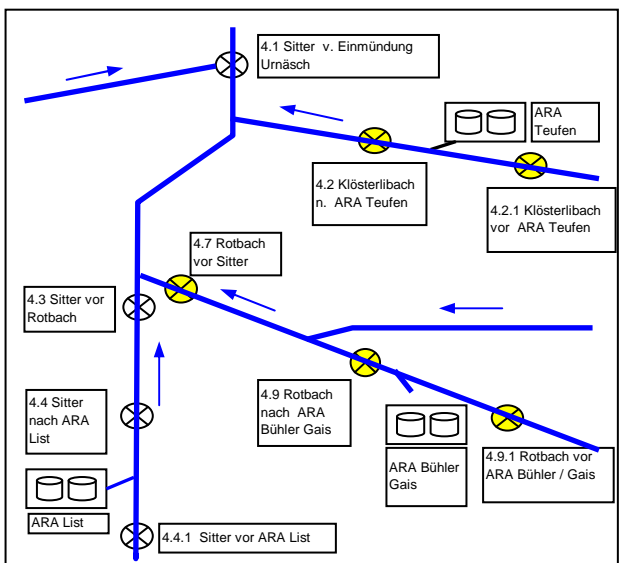 4.1 Sitter v. Einmündung
Urnäsch
ARA
Teufen
4.2 Klösterlibach
n. ARA Teufen
4.2.1 Klösterlibach
vor ARA Teufen
4.7 Rotbach
vor Sitter
4.3 Sitter vor
Rotbach
4.4 Sitter
nach ARA
List
4.9 Rotbach
nach ARA
Bühler Gais
ARA Bühler
Gais
4.9.1 Rotbach vor
ARA Bühler / Gais
ARA List
4.4.1 Sitter vor ARA List